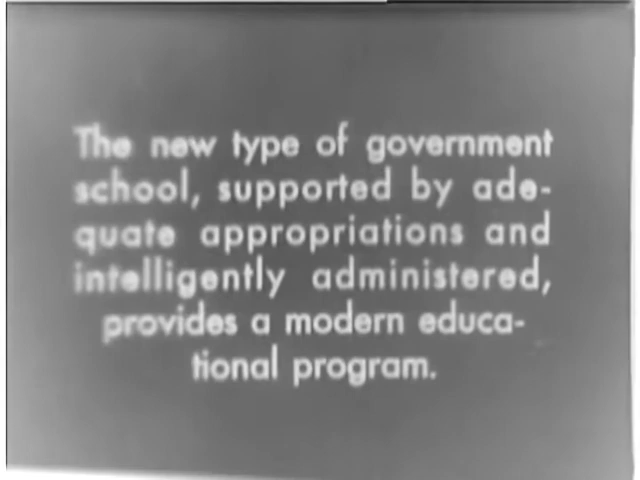 The new type of government
school, supported by ade-
quate appropriations and
intelligently administered,
provides a modern educa-
tional program.